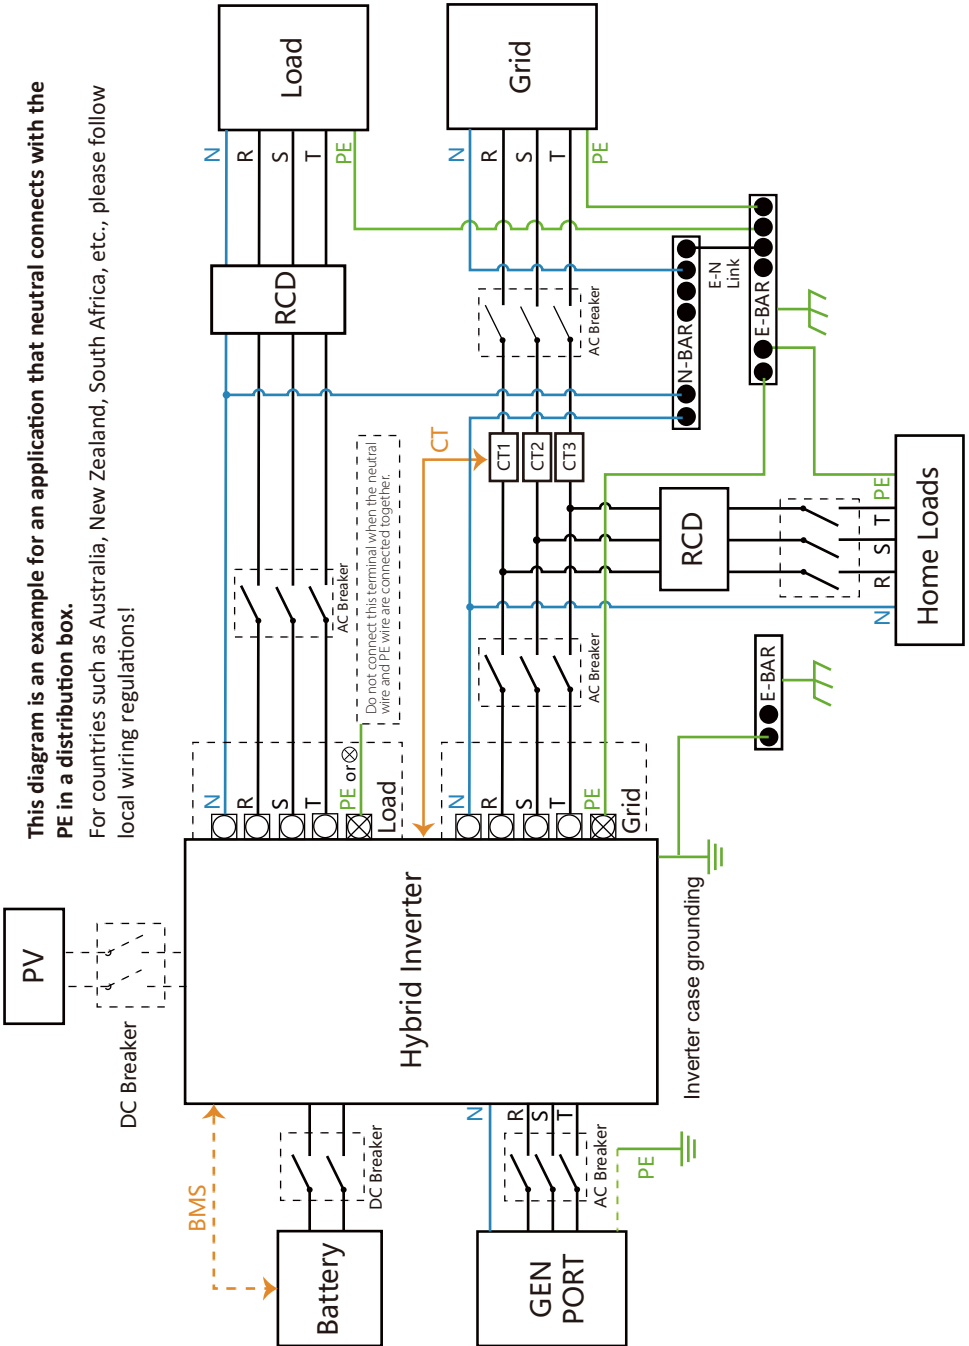 This diagram is an example for an application that neutral connects with the
PE in a distribution box.
For countries such as Australia, New Zealand, South Africa, etc., please follow
local wiring regulations!
PV
DC Breaker
BMS
Battery
DC Breaker
Hybrid Inverter
GEN
PORT
N
R
S
T
AC Breaker
PE
Inverter case grounding
N
R
S
T
PE or
Load
AC Breaker
Do not connect this terminal when the neutral
wire and PE wire are connected together.
RCD
N
R
S
T
PE
Load
N
R
S
T
PE
Grid
AC Breaker
CT
CT1
CT2
CT3
AC Breaker
N
R
S
T
PE
Grid
N-BAR
E-N
Link
E-BAR
RCD
N
R
S
T
PE
Home Loads
E-BAR